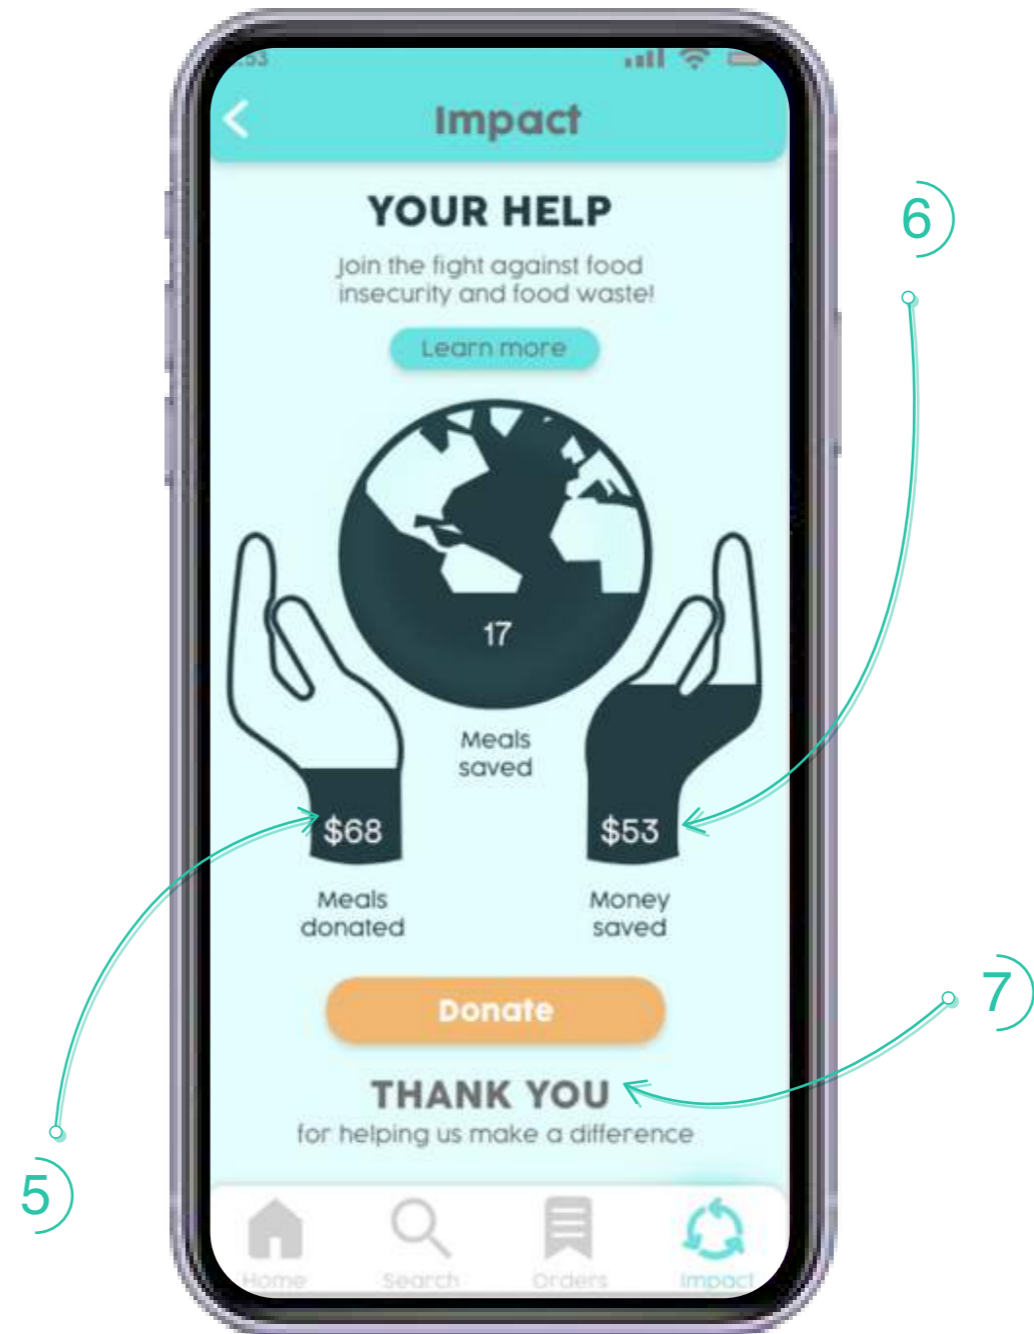 :53
Impact
YOUR HELP
Join the fight against food
insecurity and food waste!
Learn more
17
Meals
saved
$68
$53
Meals
donated
Money
saved
Donate
THANK YOU
for helping us make a difference
Home
Search
Orders
Impact
5
6
7